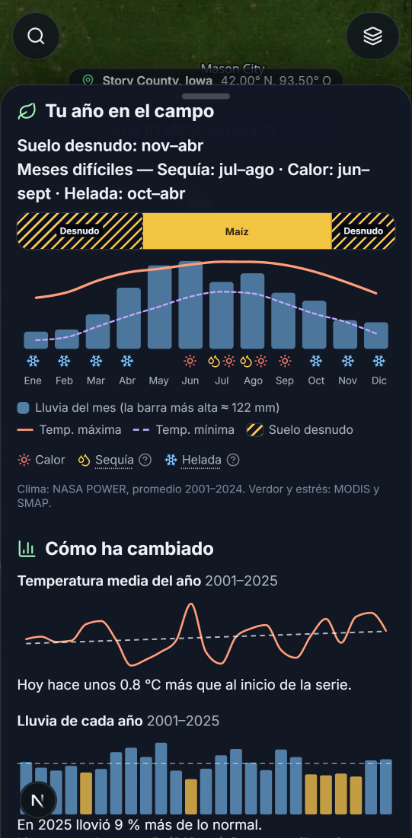 Mason City
Story County, Iowa 42.00° N, 93.50° O
Tu año en el campo
Suelo desnudo: nov–abr
Meses difíciles — Sequía: jul–ago · Calor: jun–
sept · Helada: oct–abr
Desnudo Maíz Desnudo
Ene Feb Mar Abr May Jun Jul Ago Sep Oct Nov Dic
Lluvia del mes (la barra más alta ≈ 122 mm)
Temp. máxima Temp. mínima Suelo desnudo
Calor Sequía ? Helada ?
Clima: NASA POWER, promedio 2001–2024. Verdor y estrés: MODIS y
SMAP.
Cómo ha cambiado
Temperatura media del año 2001–2025
Hoy hace unos 0.8 °C más que al inicio de la serie.
Lluvia de cada año 2001–2025
N
En 2025 llovió 9 % más de lo normal.